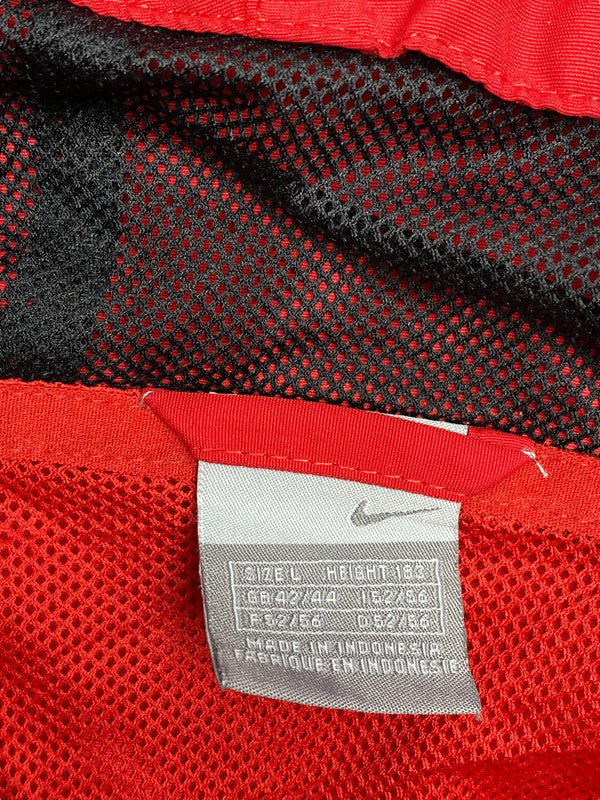 SIZE L HEIGHT 183
GB 42/44 I 52/56
F 52/56 D 52/56
MADE IN INDONESIA
FABRIQUE EN INDONESIE